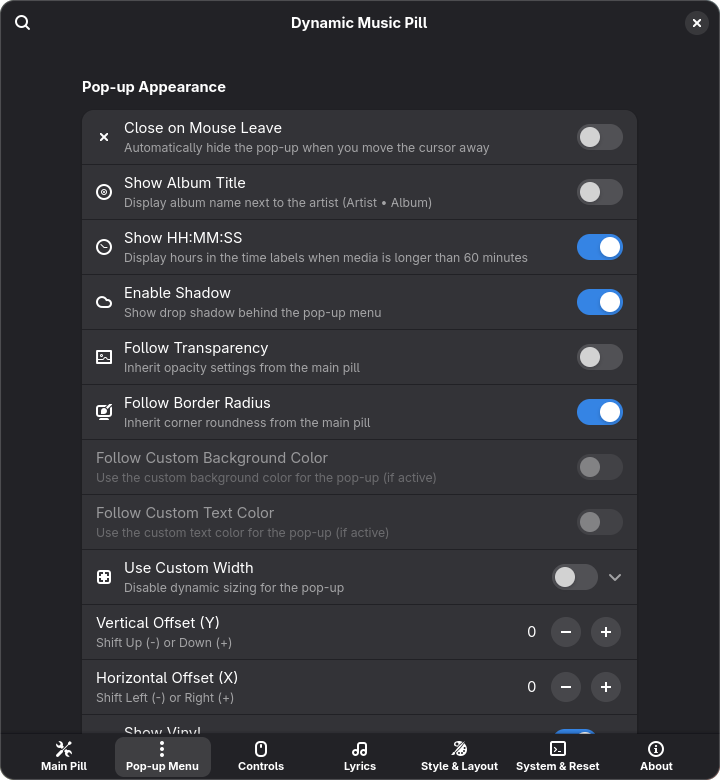 Dynamic Music Pill
Pop-up Appearance
Close on Mouse Leave
Automatically hide the pop-up when you move the cursor away
Show Album Title
Display album name next to the artist (Artist • Album)
Show HH:MM:SS
Display hours in the time labels when media is longer than 60 minutes
Enable Shadow
Show drop shadow behind the pop-up menu
Follow Transparency
Inherit opacity settings from the main pill
Follow Border Radius
Inherit corner roundness from the main pill
Follow Custom Background Color
Use the custom background color for the pop-up (if active)
Follow Custom Text Color
Use the custom text color for the pop-up (if active)
Use Custom Width
Disable dynamic sizing for the pop-up
Vertical Offset (Y)
Shift Up (-) or Down (+)
0
Horizontal Offset (X)
Shift Left (-) or Right (+)
0
Show Vinyl
Main Pill
Pop-up Menu
Controls
Lyrics
Style & Layout
System & Reset
About